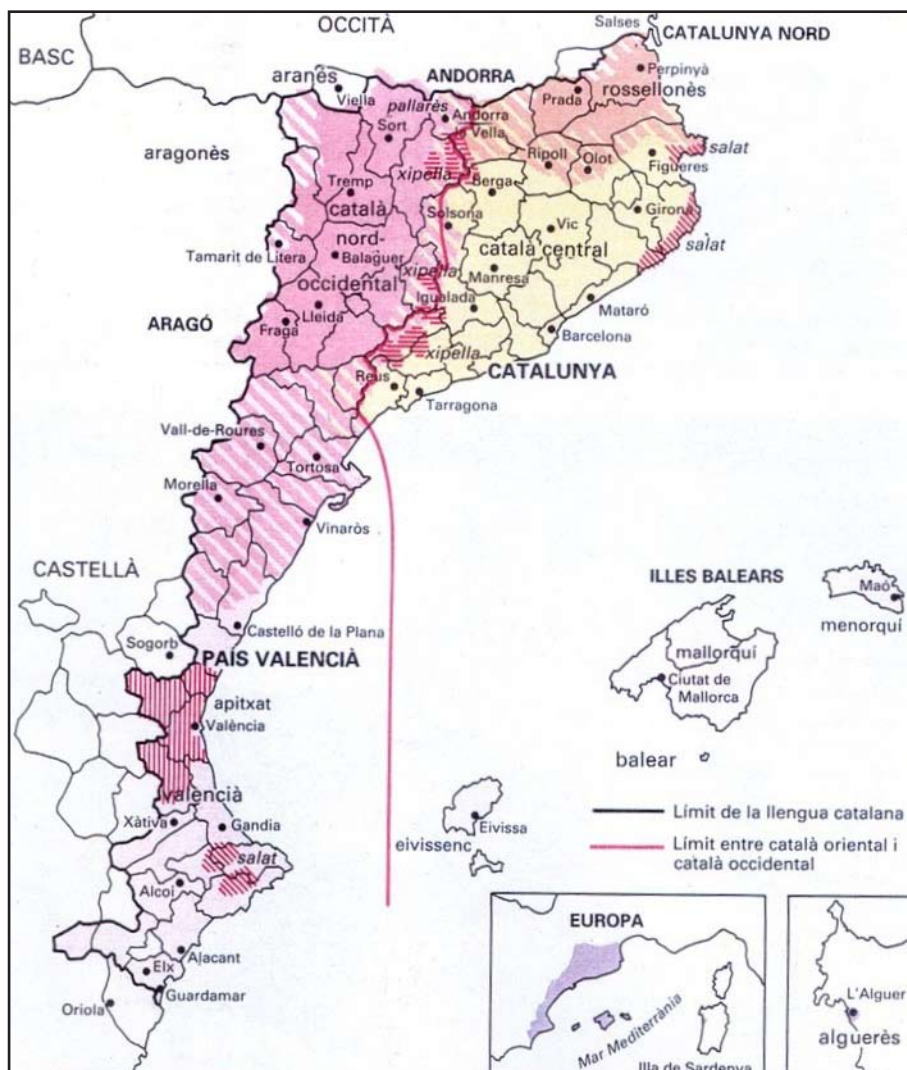 OCCITÀ
Salses
CATALUNYA NORD
BASC
aranès
ANDORRA
Perpinyà
Viella
pallarès
Prada
rossellonès
Andorra
la Vella
Sort
aragonès
salat
Ripoll
Olot
Figueres
xipella
Berga
Tremp
català
Solsona
Girona
Vic
nord-
català central
salat
Tamarit de Litera
Balaguer
xipella
Manresa
occidental
Igualada
Mataró
Lleida
ARAGÓ
Fraga
Barcelona
xipella
CATALUNYA
Reus
Tarragona
Vall-de-Roures
Tortosa
Morella
Vinaròs
CASTELLÀ
ILLES BALEARS
Maó
menorquí
Castelló de la Plana
Sogorb
mallorquí
PAÍS VALENCIÀ
Ciutat de
Mallorca
apitxat
València
balear
valencià
Límit de la llengua catalana
Xàtiva
Gandia
Eivissa
eivissenc
Límit entre català oriental i
català occidental
salat
Alcoi
EUROPA
Alacant
Elx
Guardamar
Oriola
L'Alguer
Mar Mediterrània
alguerès
Illa de Sardenya